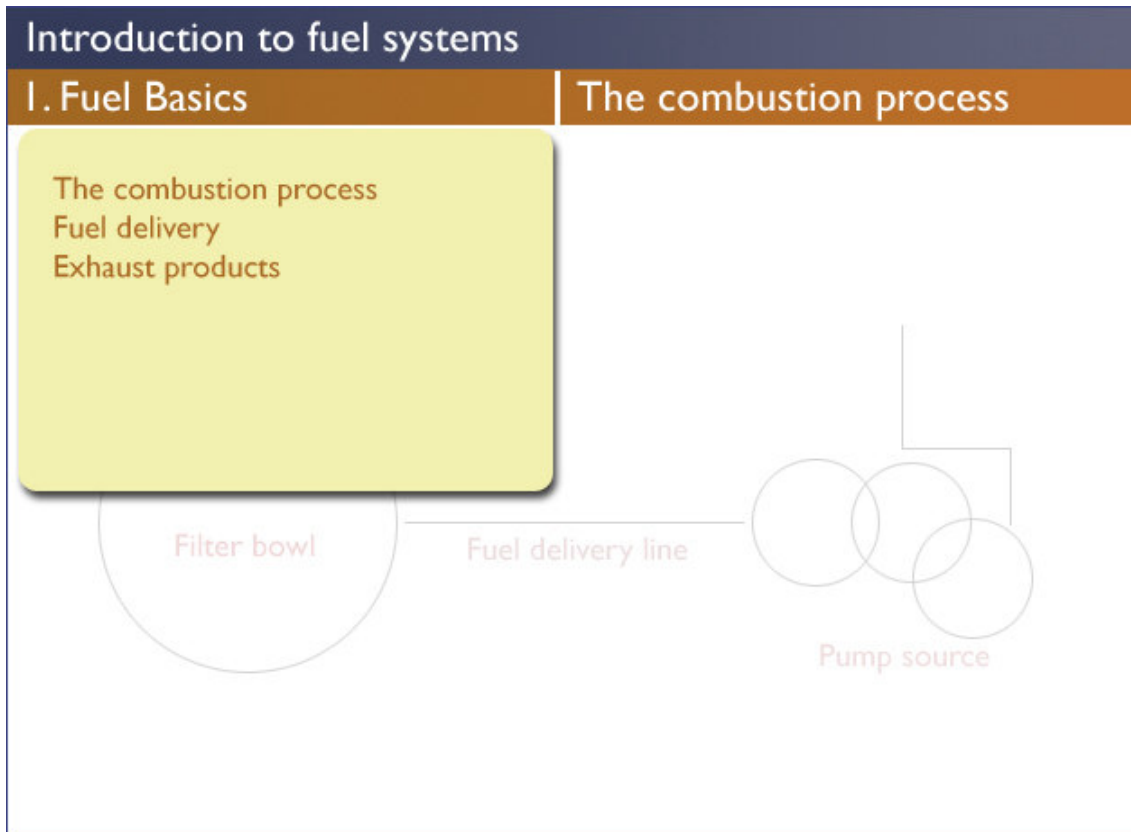 Introduction to fuel systems
1. Fuel Basics
The combustion process
The combustion process
Fuel delivery
Exhaust products
Filter bowl
Fuel delivery line
Pump source